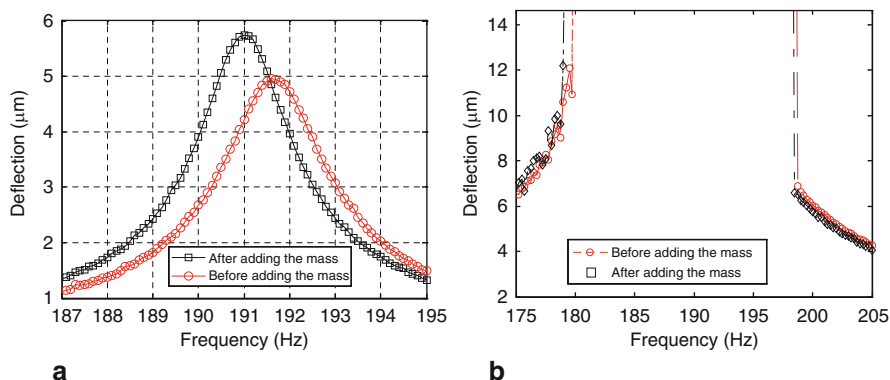 6
5
4
3
2
1
Deflection (μm)
187 188 189 190 191 192 193 194 195
Frequency (Hz)
After adding the mass
Before adding the mass
a
14
12
10
8
6
4
2
Deflection (μm)
175 180 185 190 195 200 205
Frequency (Hz)
Before adding the mass
After adding the mass
b